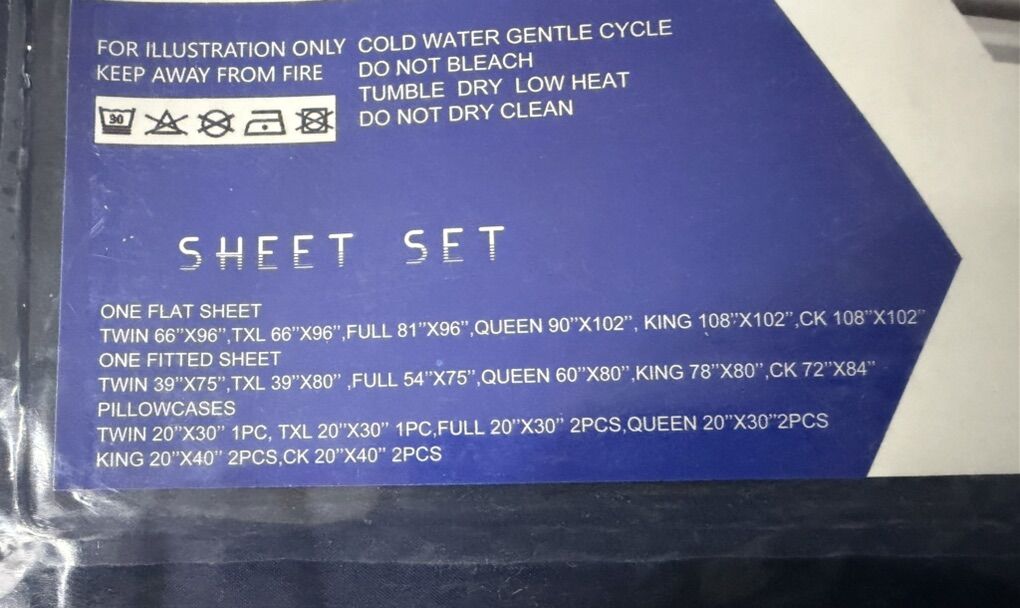 FOR ILLUSTRATION ONLY
KEEP AWAY FROM FIRE
30
COLD WATER GENTLE CYCLE
DO NOT BLEACH
TUMBLE DRY LOW HEAT
DO NOT DRY CLEAN
SHEET SET
ONE FLAT SHEET
TWIN 66"X96",TXL 66"X96",FULL 81"X96",QUEEN 90"X102", KING 108"X102",CK 108"X102"
ONE FITTED SHEET
TWIN 39"X75",TXL 39"X80" ,FULL 54"X75",QUEEN 60"X80",KING 78"X80",CK 72"X84"
PILLOWCASES
TWIN 20"X30" 1PC, TXL 20"X30" 1PC,FULL 20"X30" 2PCS,QUEEN 20"X30"2PCS
KING 20"X40" 2PCS,CK 20"X40" 2PCS